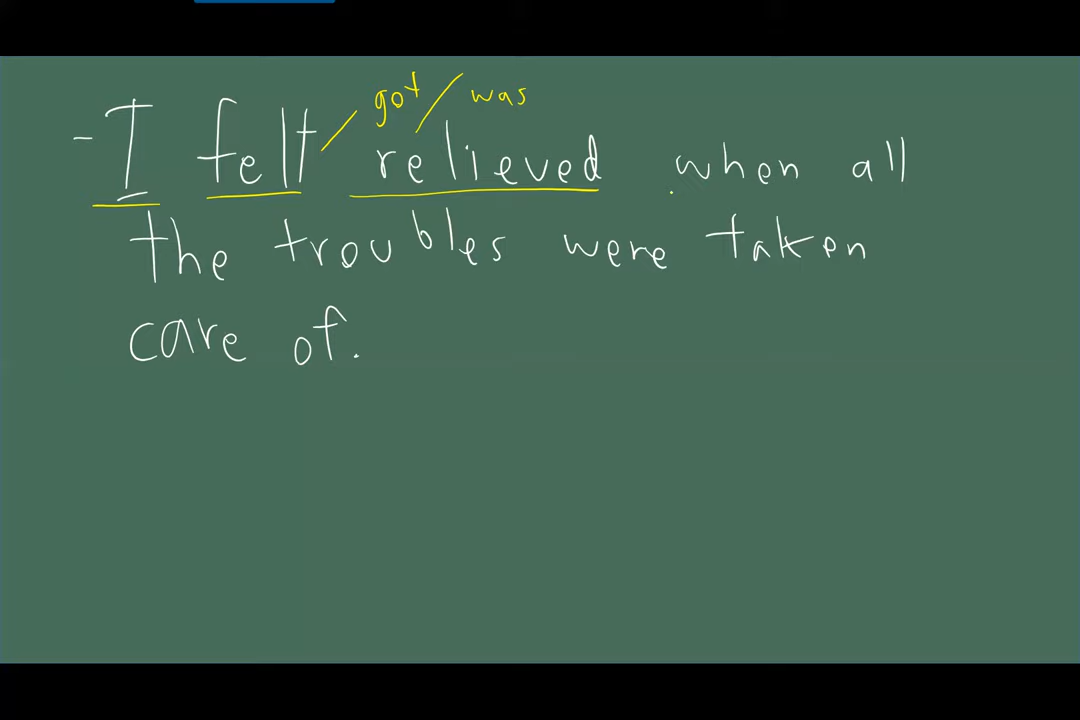 got / was
- I felt / relieved when all
the troubles were taken
care of.